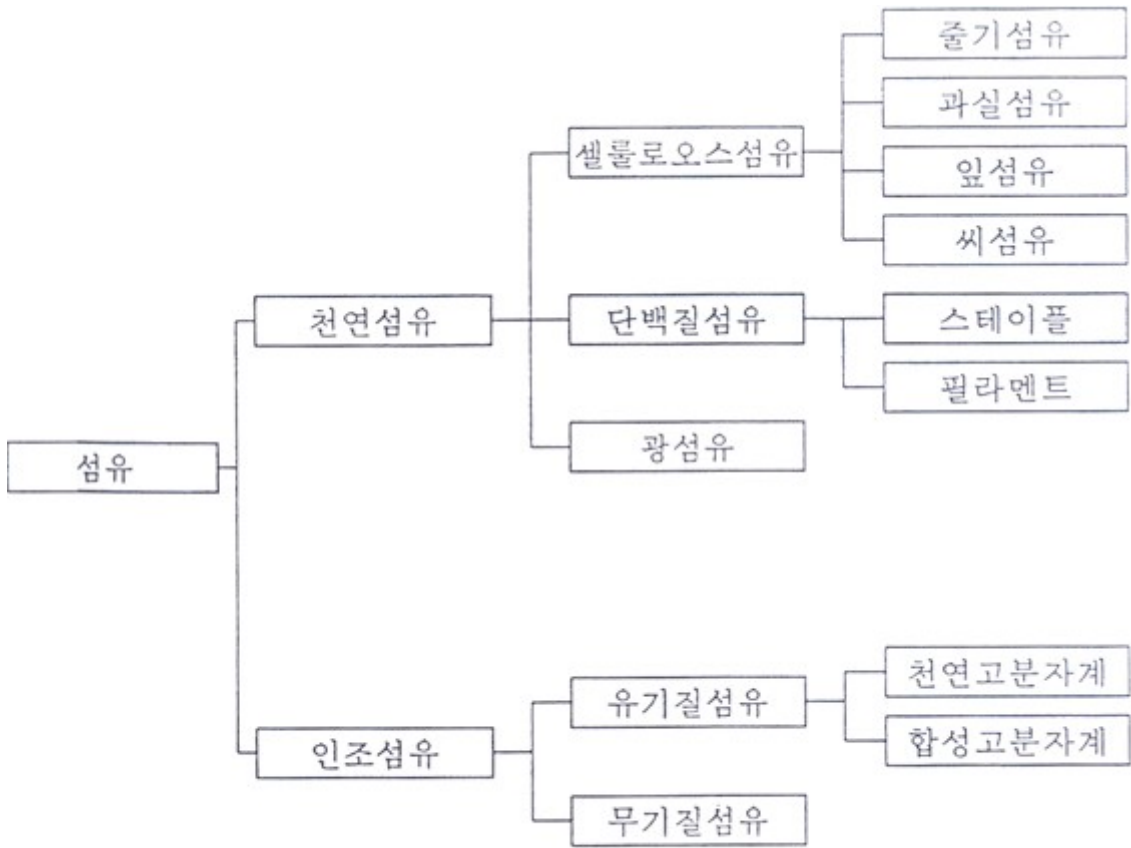 섬유
천연섬유
셀룰로오스섬유
줄기섬유
과실섬유
잎섬유
씨섬유
단백질섬유
스테이플
필라멘트
광섬유
인조섬유
유기질섬유
천연고분자계
합성고분자계
무기질섬유